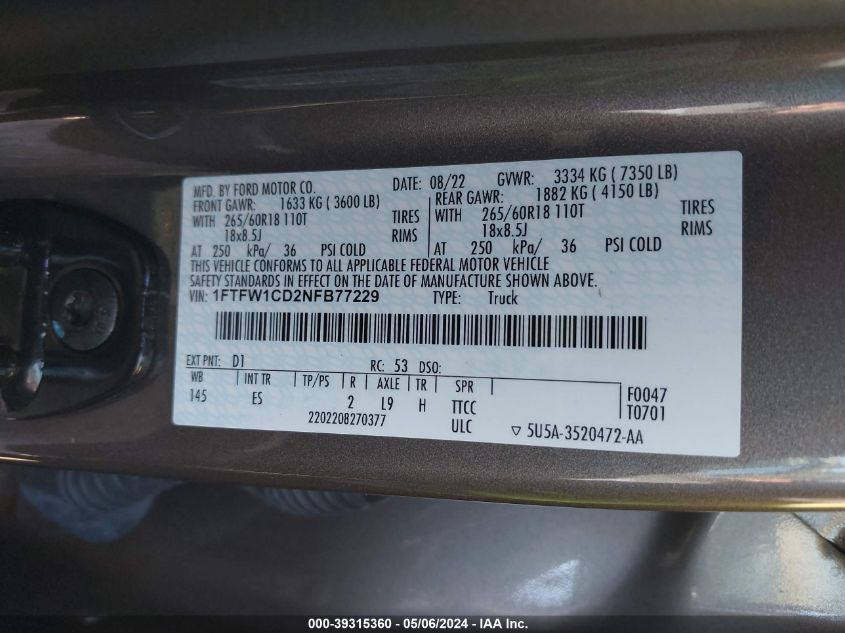 MFD. BY FORD MOTOR CO. DATE: 08/22 GVWR: 3334 KG ( 7350 LB)
FRONT GAWR: 1633 KG ( 3600 LB) REAR GAWR: 1882 KG ( 4150 LB)
WITH 265/60R18 110T TIRES WITH 265/60R18 110T TIRES
18x8.5J RIMS 18x8.5J RIMS
AT 250 kPa/ 36 PSI COLD AT 250 kPa/ 36 PSI COLD
THIS VEHICLE CONFORMS TO ALL APPLICABLE FEDERAL MOTOR VEHICLE
SAFETY STANDARDS IN EFFECT ON THE DATE OF MANUFACTURE SHOWN ABOVE.
VIN: 1FTFW1CD2NFB77229 TYPE: Truck
EXT PNT: D1 RC: 53 DSO:
WB INT TR TP/PS R AXLE TR SPR F0047
145 ES 2 L9 H TTCC T0701
2202208270377 ULC ▽ 5U5A-3520472-AA
000-39315360 - 05/06/2024 - IAAI.com/ACE - S.Inc.